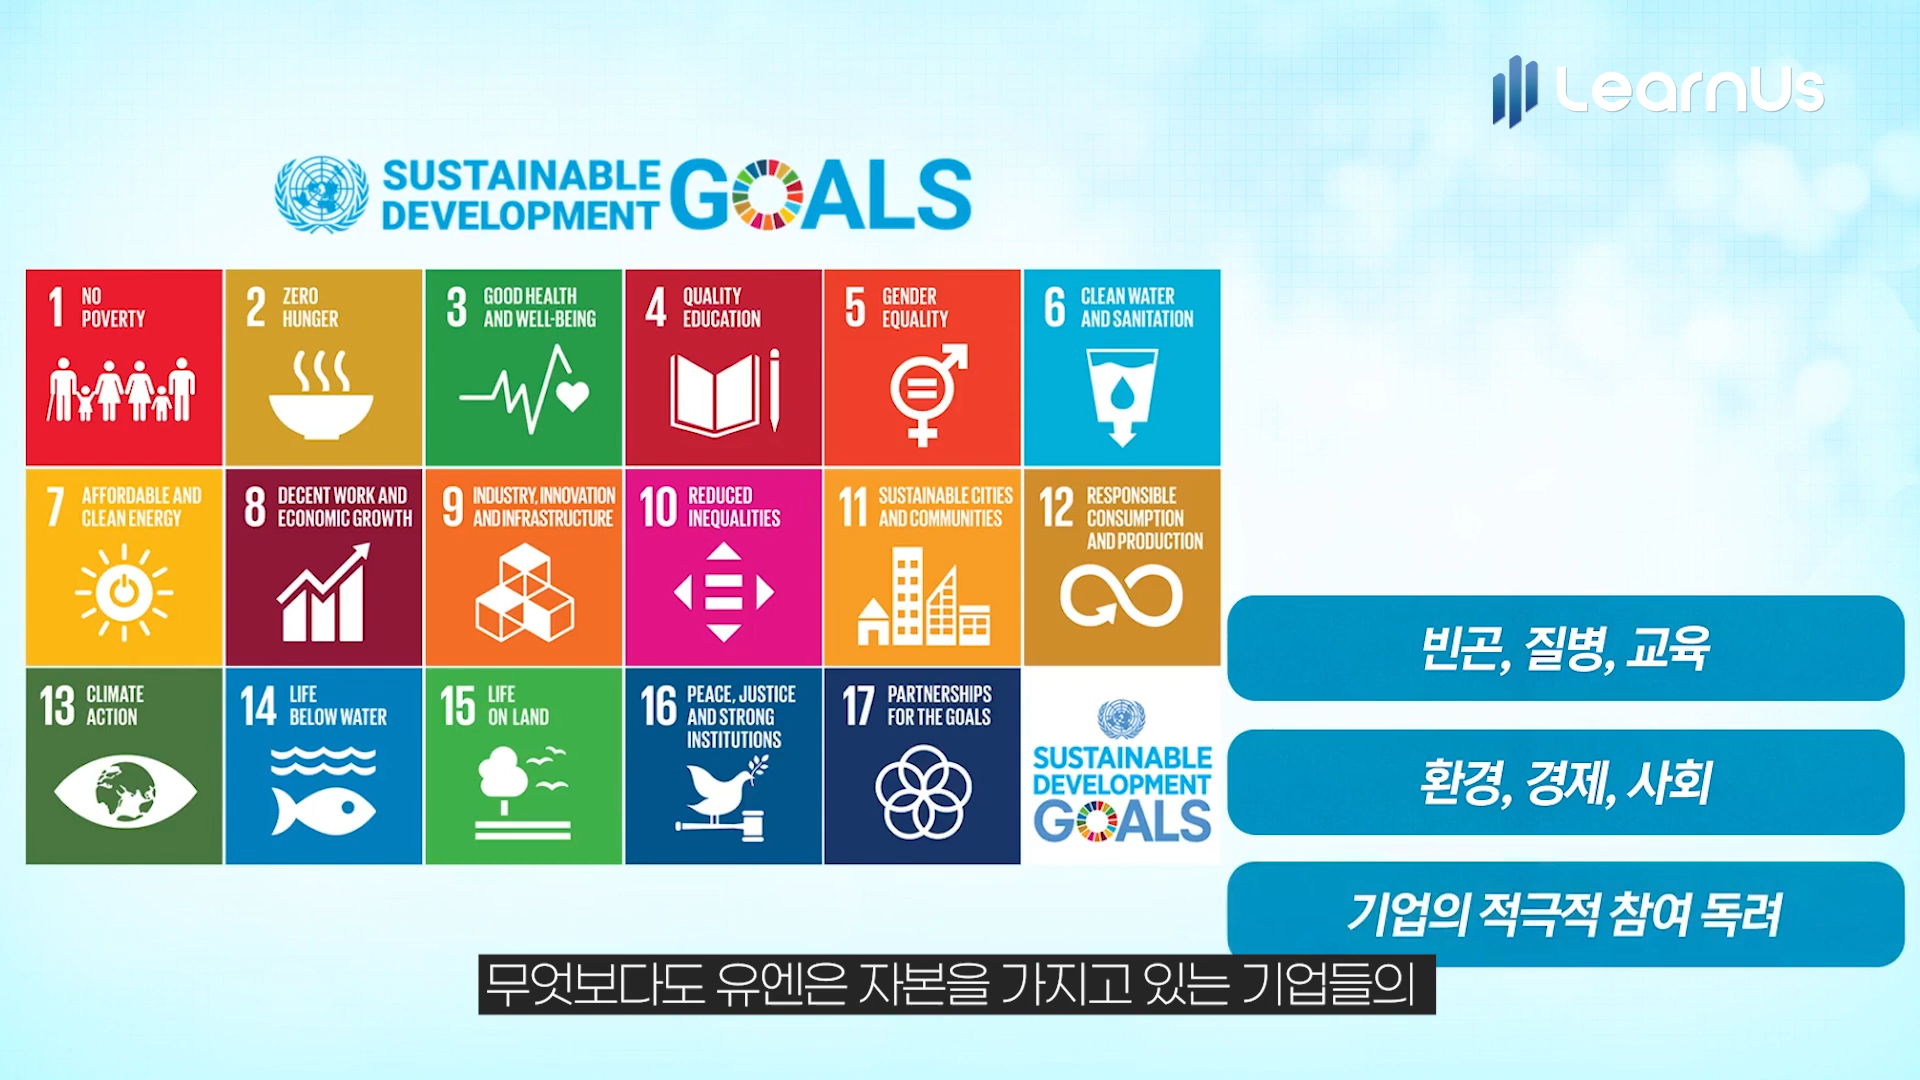 LearnUs
SUSTAINABLE
DEVELOPMENT
GOALS
1 NO
POVERTY
2 ZERO
HUNGER
3 GOOD HEALTH
AND WELL-BEING
4 QUALITY
EDUCATION
5 GENDER
EQUALITY
6 CLEAN WATER
AND SANITATION
7 AFFORDABLE AND
CLEAN ENERGY
8 DECENT WORK AND
ECONOMIC GROWTH
9 INDUSTRY, INNOVATION
AND INFRASTRUCTURE
10 REDUCED
INEQUALITIES
11 SUSTAINABLE CITIES
AND COMMUNITIES
12 RESPONSIBLE
CONSUMPTION
AND PRODUCTION
13 CLIMATE
ACTION
14 LIFE
BELOW WATER
15 LIFE
ON LAND
16 PEACE, JUSTICE
AND STRONG
INSTITUTIONS
17 PARTNERSHIPS
FOR THE GOALS
SUSTAINABLE
DEVELOPMENT
GOALS
빈곤, 질병, 교육
환경, 경제, 사회
기업의 적극적 참여 독려
무엇보다도 유엔은 자본을 가지고 있는 기업들의